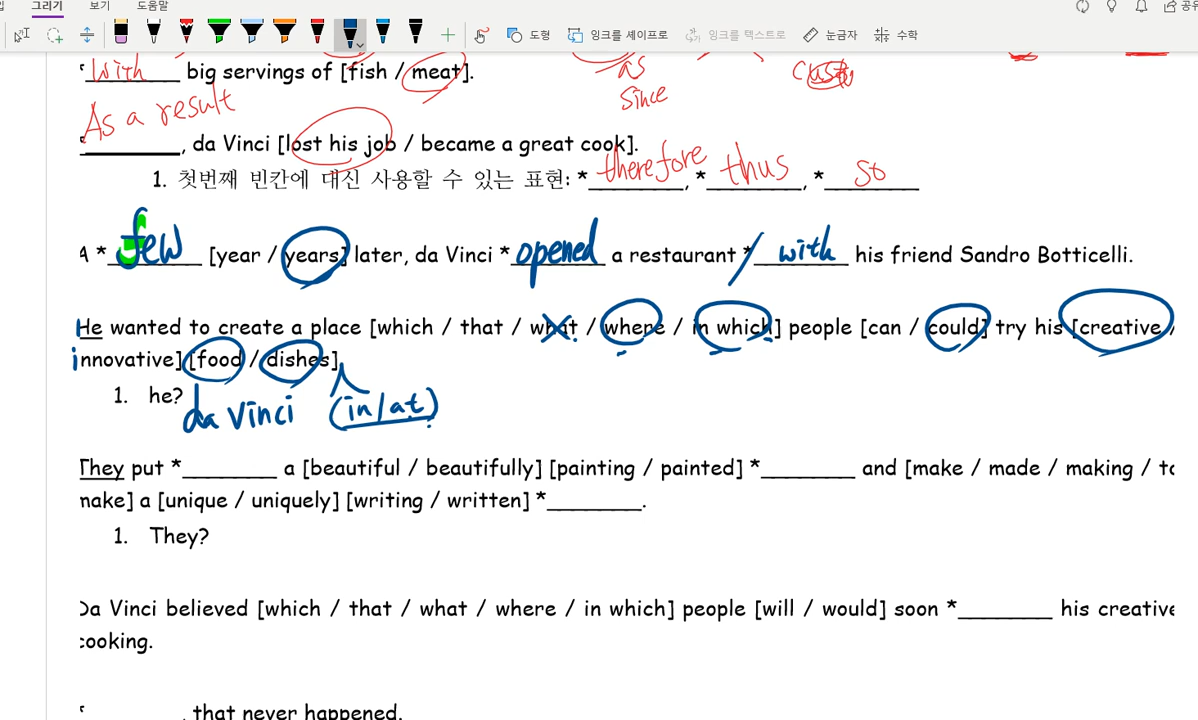 그리기 보기 도움말
도형 잉크를 셰이프로 잉크를 텍스트로 눈금자 수학 공유
With big servings of [fish / meat].
as
since
As a result
, da Vinci [lost his job / became a great cook].
1. 첫번째 빈칸에 대신 사용할 수 있는 표현: * therefore, * thus, * so
A * few [year / years] later, da Vinci * opened a restaurant * / with his friend Sandro Botticelli.
He wanted to create a place [which / that / what / where / in which] people [can / could] try his [creative /
innovative] [food / dishes]
1. he? da Vinci (in/at)
They put *________ a [beautiful / beautifully] [painting / painted] *________ and [make / made / making / to
make] a [unique / uniquely] [writing / written] *________.
1. They?
Da Vinci believed [which / that / what / where / in which] people [will / would] soon *________ his creative
cooking.
, that never happened.